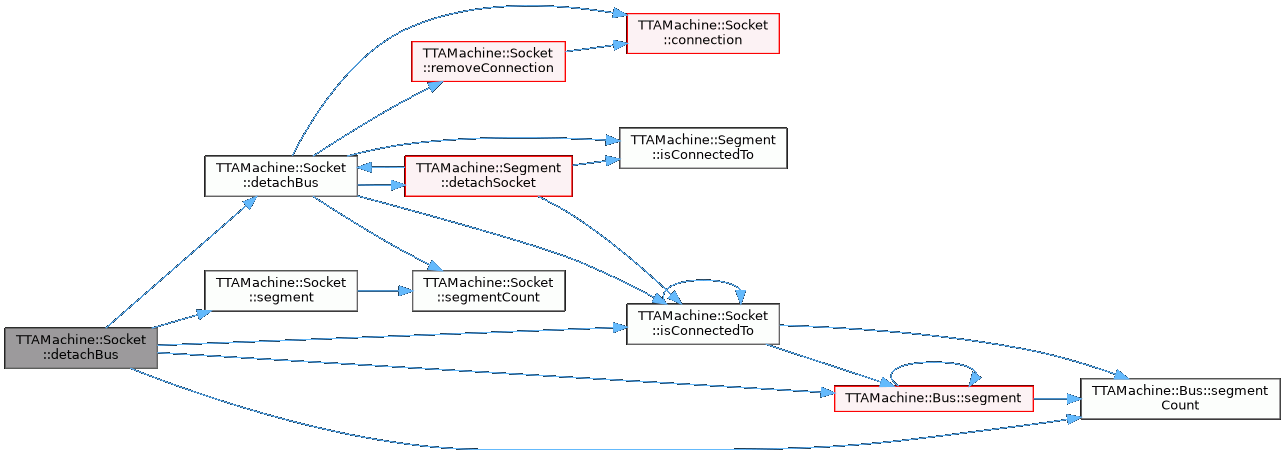 TTAMachine::Socket
::connection
TTAMachine::Socket
::removeConnection
TTAMachine::Segment
::isConnectedTo
TTAMachine::Socket
::detachBus
TTAMachine::Segment
::detachSocket
TTAMachine::Socket
::segment
TTAMachine::Socket
::segmentCount
TTAMachine::Socket
::isConnectedTo
TTAMachine::Socket
::detachBus
TTAMachine::Bus::segment
TTAMachine::Bus::segment
Count